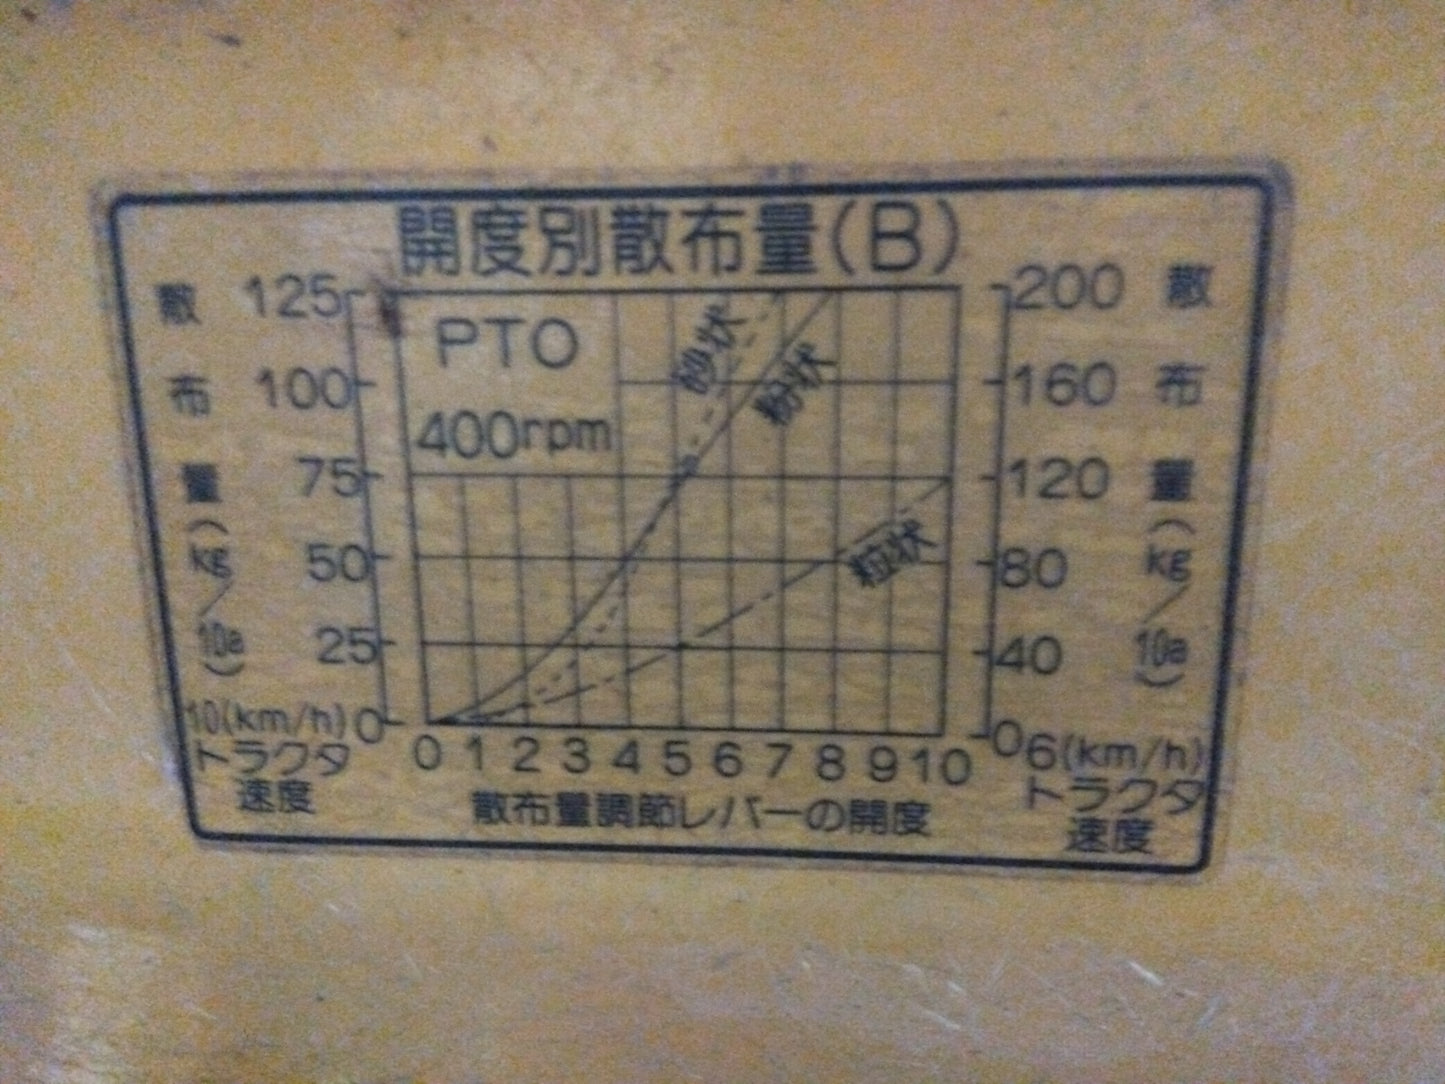 開度別散布量(B)
散布量(kg/10a)
125
100
75
50
25
0
10(km/h)
トラクタ
速度
PTO
400rpm
砂状
粉状
粒状
200
160
120
80
40
0
散布量(kg/10a)
6(km/h)
トラクタ
速度
0 1 2 3 4 5 6 7 8 9 10
散布量調節レバーの開度